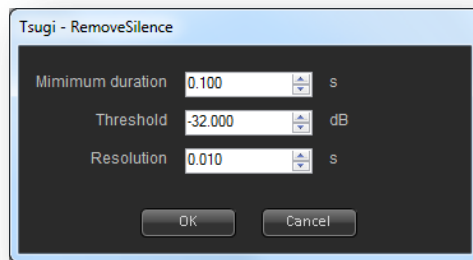 Tsugi - RemoveSilence
Mimimum duration 0.100 s
Threshold -32.000 dB
Resolution 0.010 s
OK Cancel